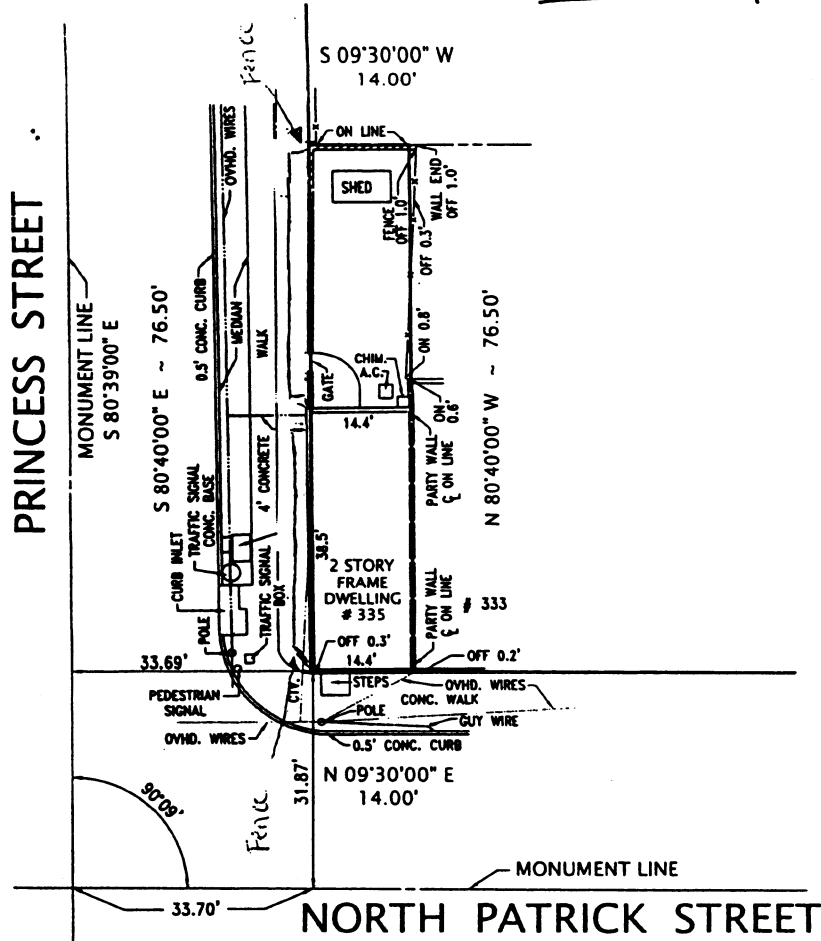 Fence
S 09°30'00" W
14.00'
ON LINE
OVHD. WIRES
SHED
FENCE
OFF 1.0'
WALL END
OFF 1.0'
OFF 0.3'
PRINCESS STREET
MONUMENT LINE
S 80°39'00" E
S 80°40'00" E ~ 76.50'
0.5' CONC. CURB
MEDIAN
WALK
4' CONCRETE
GATE
CHIM.
A.C.
ON 0.8'
ON
0.6'
14.4'
N 80°40'00" W ~ 76.50'
PARTY WALL
℄ ON LINE
TRAFFIC SIGNAL
CONC. BASE
CURB INLET
38.5'
2 STORY
FRAME
DWELLING
# 335
PARTY WALL
℄ ON LINE
# 333
POLE
TRAFFIC SIGNAL
BOX
OFF 0.3'
14.4'
OFF 0.2'
33.69'
PEDESTRIAN
SIGNAL
OVHD. WIRES
STEPS
OVHD. WIRES
CONC. WALK
POLE
GUY WIRE
0.5' CONC. CURB
31.87'
N 09°30'00" E
14.00'
Fence
90°09'
MONUMENT LINE
33.70'
NORTH PATRICK STREET